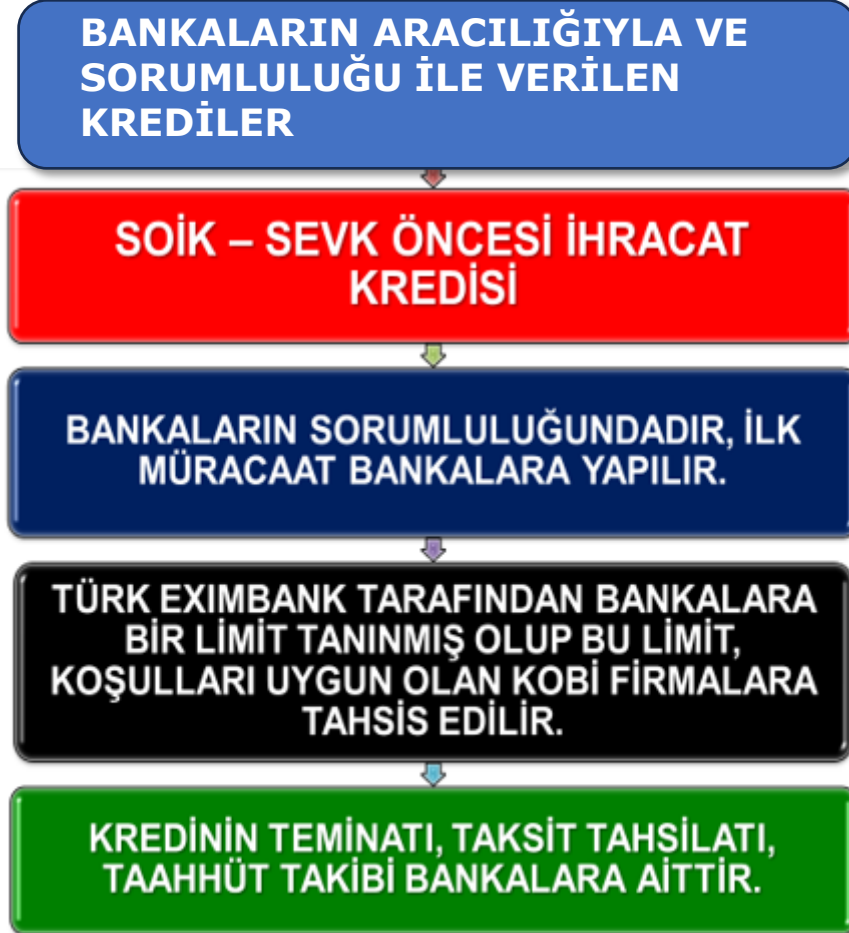 BANKALARIN ARACILIĞIYLA VE
SORUMLULUĞU İLE VERİLEN
KREDİLER
SOİK – SEVK ÖNCESİ İHRACAT
KREDİSİ
BANKALARIN SORUMLULUĞUNDADIR, İLK
MÜRACAAT BANKALARA YAPILIR.
TÜRK EXIMBANK TARAFINDAN BANKALARA
BİR LİMİT TANINMIŞ OLUP BU LİMİT,
KOŞULLARI UYGUN OLAN KOBİ FİRMALARA
TAHSİS EDİLİR.
KREDİNİN TEMİNATI, TAKSİT TAHSİLATI,
TAAHHÜT TAKİBİ BANKALARA AİTTİR.